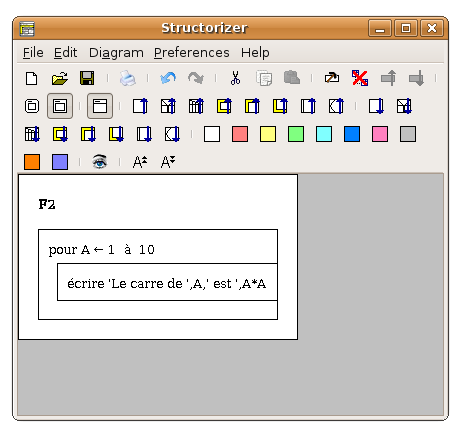 Structorizer
File Edit Diagram Preferences Help
A A
F2
pour A ← 1 à 10
écrire 'Le carre de ',A,' est ',A*A